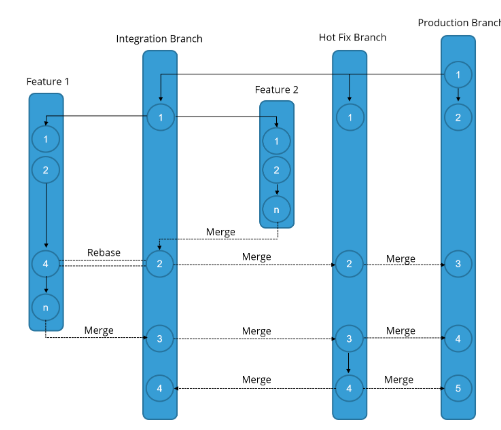 Production Branch
Integration Branch
Hot Fix Branch
Feature 1
Feature 2
1
1
1
2
1
1
2
2
n
Merge
Rebase
4
2
Merge
2
Merge
3
n
Merge
3
Merge
3
Merge
4
4
Merge
4
Merge
5